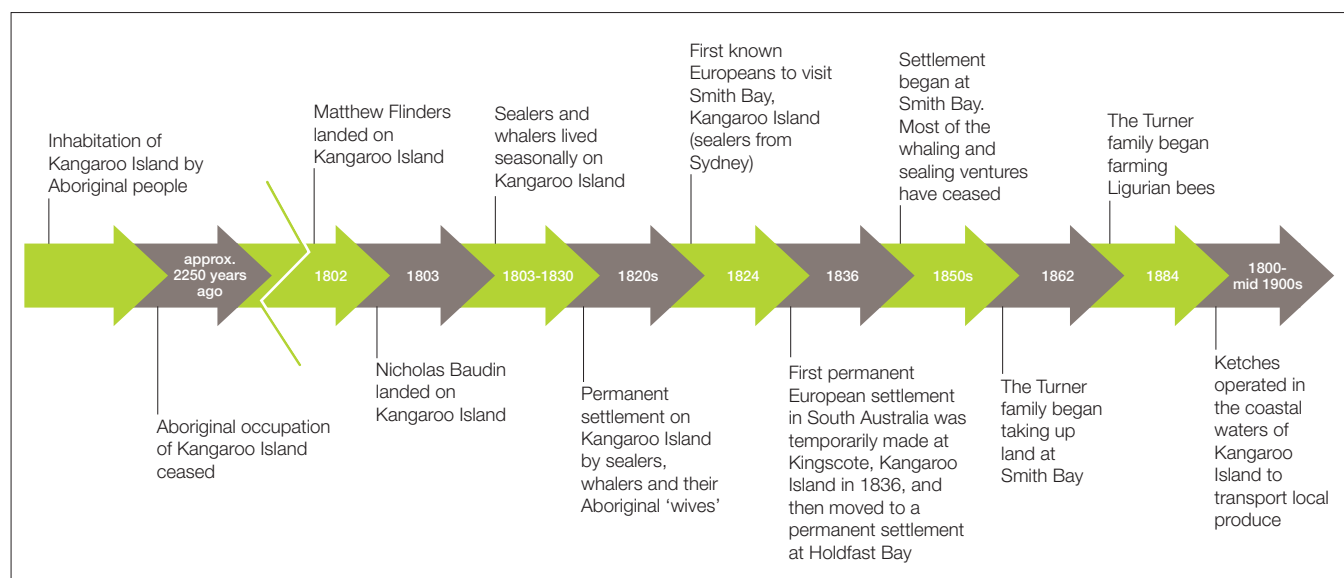 Inhabitation of
Kangaroo Island by
Aboriginal people
approx.
2250 years
ago
Aboriginal occupation
of Kangaroo Island
ceased
Matthew Flinders
landed on
Kangaroo Island
1802
1803
Nicholas Baudin
landed on
Kangaroo Island
Sealers and
whalers lived
seasonally on
Kangaroo Island
1803-1830
1820s
Permanent
settlement on
Kangaroo Island
by sealers,
whalers and their
Aboriginal ‘wives’
First known
Europeans to visit
Smith Bay,
Kangaroo Island
(sealers from
Sydney)
1824
1836
First permanent
European settlement
in South Australia was
temporarily made at
Kingscote, Kangaroo
Island in 1836, and
then moved to a
permanent settlement
at Holdfast Bay
Settlement
began at
Smith Bay.
Most of the
whaling and
sealing ventures
have ceased
1850s
1862
The Turner
family began
taking up
land at
Smith Bay
The Turner
family began
farming
Ligurian bees
1884
1800-
mid 1900s
Ketches
operated in
the coastal
waters of
Kangaroo
Island to
transport local
produce